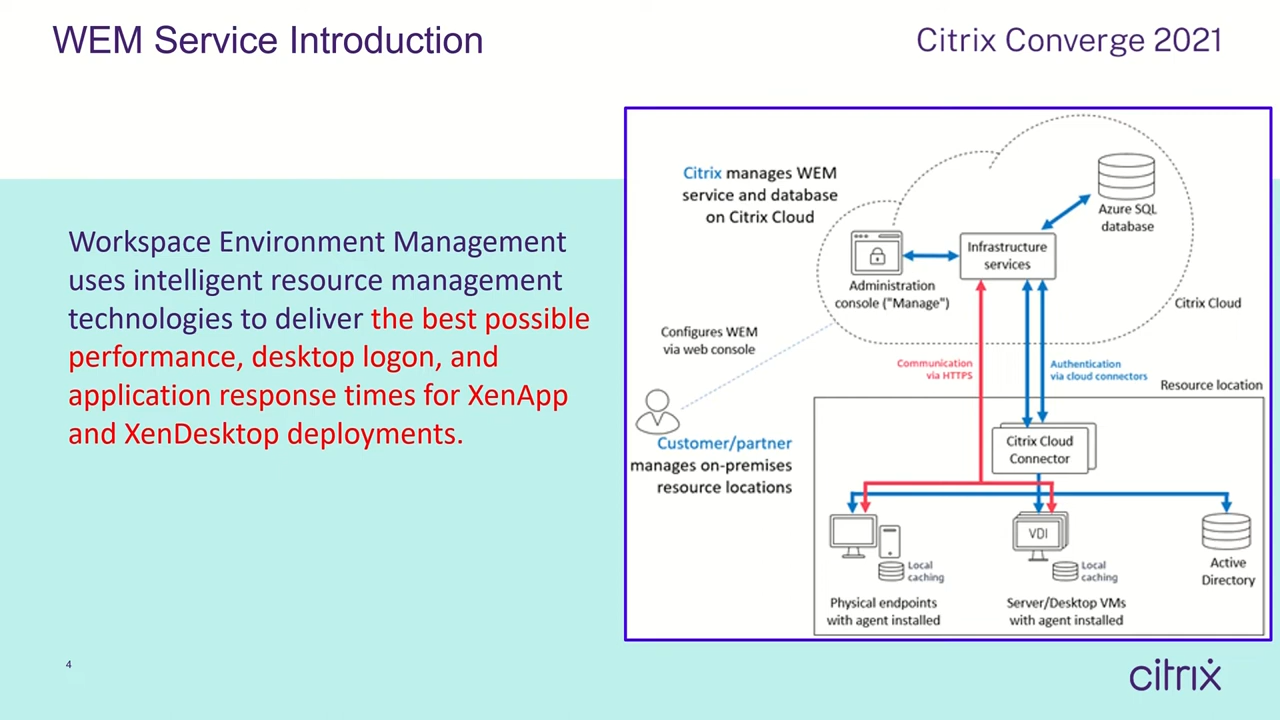 WEM Service Introduction
Citrix Converge 2021
Workspace Environment Management
uses intelligent resource management
technologies to deliver the best possible
performance, desktop logon, and
application response times for XenApp
and XenDesktop deployments.
Citrix manages WEM
service and database
on Citrix Cloud
Azure SQL
database
Infrastructure
services
Administration
console ("Manage")
Citrix Cloud
Configures WEM
via web console
Communication
via HTTPS
Authentication
via cloud connectors
Resource location
Customer/partner
manages on-premises
resource locations
Citrix Cloud
Connector
VDI
Local
caching
Local
caching
Active
Directory
Physical endpoints
with agent installed
Server/Desktop VMs
with agent installed
4
citrix